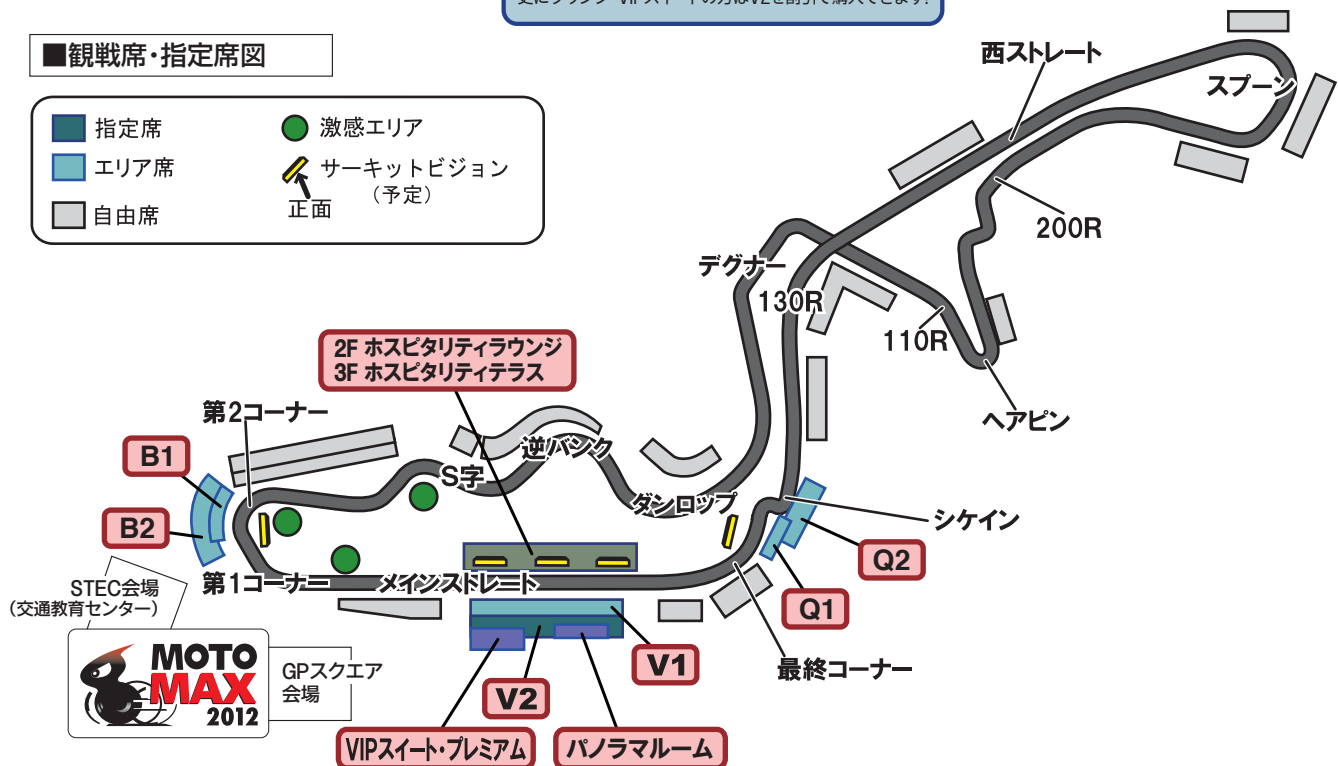 ■観戦席・指定席図
指定席
エリア席
自由席
激感エリア
サーキットビジョン
(予定)
正面
西ストレート
スプーン
200R
デグナー
130R
110R
ヘアピン
2F ホスピタリティラウンジ
3F ホスピタリティテラス
第2コーナー
逆バンク
S字
B1
B2
ダンロップ
シケイン
Q2
Q1
STEC会場
(交通教育センター)
第1コーナー
メインストレート
最終コーナー
V1
V2
MOTO
MAX
2012
GPスクエア
会場
VIPスイート・プレミアム
パノラマルーム